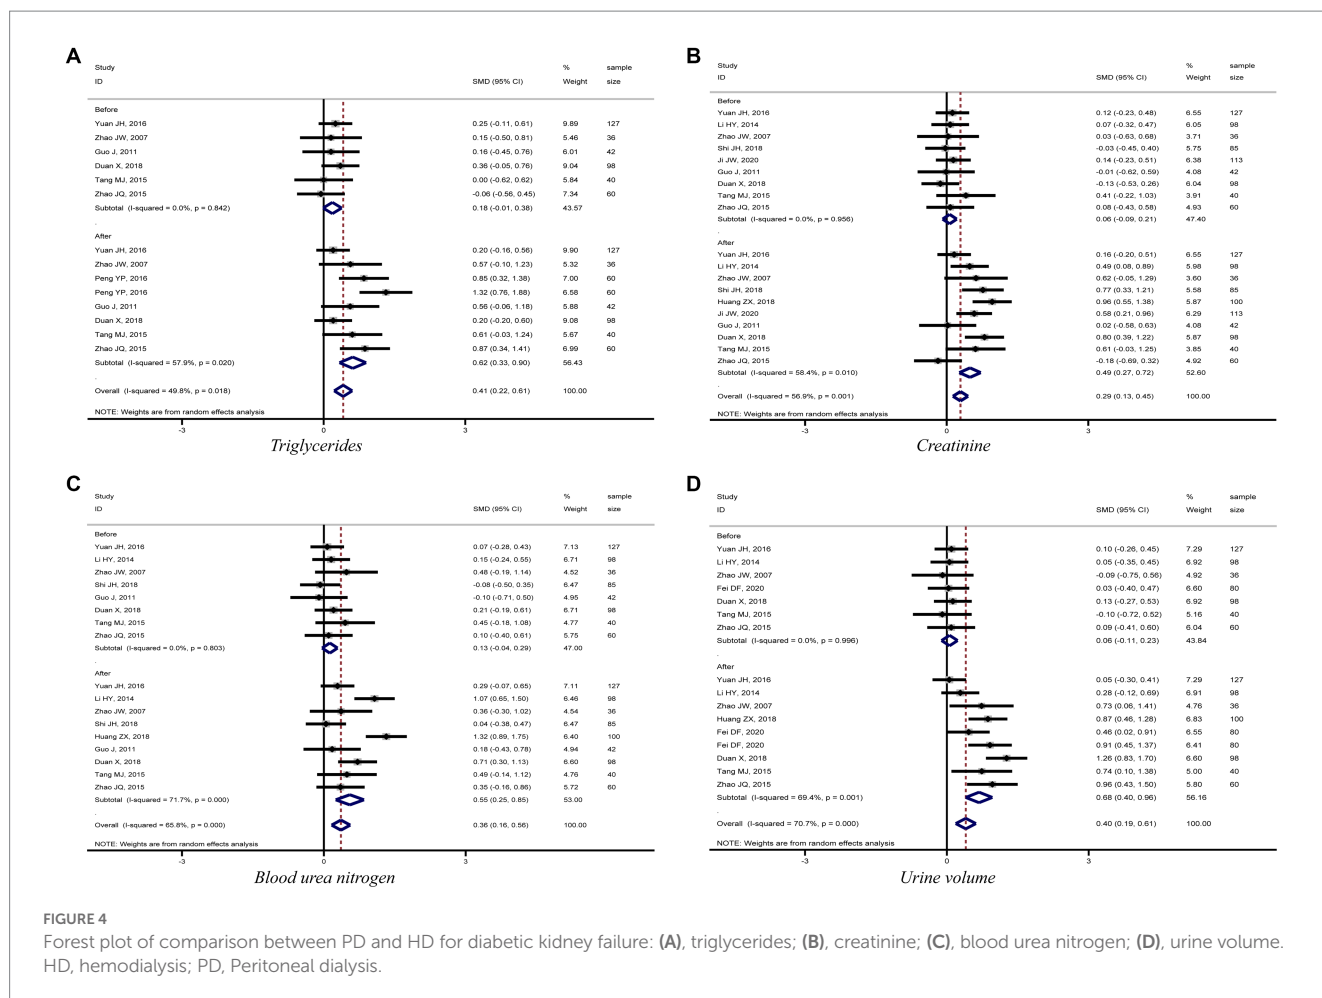 A
Study % sample
ID SMD (95% CI) Weight size
Before
Yuan JH, 2016 0.25 (-0.11, 0.61) 9.89 127
Zhao JW, 2007 0.15 (-0.50, 0.81) 5.46 36
Guo J, 2011 0.16 (-0.45, 0.76) 6.01 42
Duan X, 2018 0.36 (-0.05, 0.76) 9.04 98
Tang MJ, 2015 0.00 (-0.62, 0.62) 5.84 40
Zhao JQ, 2015 -0.06 (-0.56, 0.45) 7.34 60
Subtotal (I-squared = 0.0%, p = 0.842) 0.18 (-0.01, 0.38) 43.57
.
After
Yuan JH, 2016 0.20 (-0.16, 0.56) 9.90 127
Zhao JW, 2007 0.57 (-0.10, 1.23) 5.32 36
Peng YP, 2016 0.85 (0.32, 1.38) 7.00 60
Peng YP, 2016 1.32 (0.76, 1.88) 6.58 60
Guo J, 2011 0.56 (-0.06, 1.18) 5.88 42
Duan X, 2018 0.20 (-0.20, 0.60) 9.08 98
Tang MJ, 2015 0.61 (-0.03, 1.24) 5.67 40
Zhao JQ, 2015 0.87 (0.34, 1.41) 6.99 60
Subtotal (I-squared = 57.9%, p = 0.020) 0.62 (0.33, 0.90) 56.43
.
Overall (I-squared = 49.8%, p = 0.018) 0.41 (0.22, 0.61) 100.00
NOTE: Weights are from random effects analysis
-3 0 3
Triglycerides
B
Study % sample
ID SMD (95% CI) Weight size
Before
Yuan JH, 2016 0.12 (-0.23, 0.48) 6.55 127
Li HY, 2014 0.07 (-0.32, 0.47) 6.05 98
Zhao JW, 2007 0.03 (-0.63, 0.68) 3.71 36
Shi JH, 2018 -0.03 (-0.45, 0.40) 5.75 85
Ji JW, 2020 0.14 (-0.23, 0.51) 6.38 113
Guo J, 2011 -0.01 (-0.62, 0.59) 4.08 42
Duan X, 2018 -0.13 (-0.53, 0.26) 6.04 98
Tang MJ, 2015 0.41 (-0.22, 1.03) 3.91 40
Zhao JQ, 2015 0.08 (-0.43, 0.58) 4.93 60
Subtotal (I-squared = 0.0%, p = 0.956) 0.06 (-0.09, 0.21) 47.40
.
After
Yuan JH, 2016 0.16 (-0.20, 0.51) 6.55 127
Li HY, 2014 0.49 (0.08, 0.89) 5.98 98
Zhao JW, 2007 0.62 (-0.05, 1.29) 3.60 36
Shi JH, 2018 0.77 (0.33, 1.21) 5.58 85
Huang ZX, 2018 0.96 (0.55, 1.38) 5.87 100
Ji JW, 2020 0.58 (0.21, 0.96) 6.29 113
Guo J, 2011 0.02 (-0.58, 0.63) 4.08 42
Duan X, 2018 0.80 (0.39, 1.22) 5.87 98
Tang MJ, 2015 0.61 (-0.03, 1.25) 3.85 40
Zhao JQ, 2015 -0.18 (-0.69, 0.32) 4.92 60
Subtotal (I-squared = 58.4%, p = 0.010) 0.49 (0.27, 0.72) 52.60
.
Overall (I-squared = 56.9%, p = 0.001) 0.29 (0.13, 0.45) 100.00
NOTE: Weights are from random effects analysis
-3 0 3
Creatinine
C
Study % sample
ID SMD (95% CI) Weight size
Before
Yuan JH, 2016 0.07 (-0.28, 0.43) 7.13 127
Li HY, 2014 0.15 (-0.24, 0.55) 6.71 98
Zhao JW, 2007 0.48 (-0.19, 1.14) 4.52 36
Shi JH, 2018 -0.08 (-0.50, 0.35) 6.47 85
Guo J, 2011 -0.10 (-0.71, 0.50) 4.95 42
Duan X, 2018 0.21 (-0.19, 0.61) 6.71 98
Tang MJ, 2015 0.45 (-0.18, 1.08) 4.77 40
Zhao JQ, 2015 0.10 (-0.40, 0.61) 5.75 60
Subtotal (I-squared = 0.0%, p = 0.803) 0.13 (-0.04, 0.29) 47.00
.
After
Yuan JH, 2016 0.29 (-0.07, 0.65) 7.11 127
Li HY, 2014 1.07 (0.65, 1.50) 6.46 98
Zhao JW, 2007 0.36 (-0.30, 1.02) 4.54 36
Shi JH, 2018 0.04 (-0.38, 0.47) 6.47 85
Huang ZX, 2018 1.32 (0.89, 1.75) 6.40 100
Guo J, 2011 0.18 (-0.43, 0.78) 4.94 42
Duan X, 2018 0.71 (0.30, 1.13) 6.60 98
Tang MJ, 2015 0.49 (-0.14, 1.12) 4.76 40
Zhao JQ, 2015 0.35 (-0.16, 0.86) 5.72 60
Subtotal (I-squared = 71.7%, p = 0.000) 0.55 (0.25, 0.85) 53.00
.
Overall (I-squared = 65.8%, p = 0.000) 0.36 (0.16, 0.56) 100.00
NOTE: Weights are from random effects analysis
-3 0 3
Blood urea nitrogen
D
Study % sample
ID SMD (95% CI) Weight size
Before
Yuan JH, 2016 0.10 (-0.26, 0.45) 7.29 127
Li HY, 2014 0.05 (-0.35, 0.45) 6.92 98
Zhao JW, 2007 -0.09 (-0.75, 0.56) 4.92 36
Fei DF, 2020 0.03 (-0.40, 0.47) 6.60 80
Duan X, 2018 0.13 (-0.27, 0.53) 6.92 98
Tang MJ, 2015 -0.10 (-0.72, 0.52) 5.16 40
Zhao JQ, 2015 0.09 (-0.41, 0.60) 6.04 60
Subtotal (I-squared = 0.0%, p = 0.996) 0.06 (-0.11, 0.23) 43.84
.
After
Yuan JH, 2016 0.05 (-0.30, 0.41) 7.29 127
Li HY, 2014 0.28 (-0.12, 0.69) 6.91 98
Zhao JW, 2007 0.73 (0.06, 1.41) 4.76 36
Huang ZX, 2018 0.87 (0.46, 1.28) 6.83 100
Fei DF, 2020 0.46 (0.02, 0.91) 6.55 80
Fei DF, 2020 0.91 (0.45, 1.37) 6.41 80
Duan X, 2018 1.26 (0.83, 1.70) 6.60 98
Tang MJ, 2015 0.74 (0.10, 1.38) 5.00 40
Zhao JQ, 2015 0.96 (0.43, 1.50) 5.80 60
Subtotal (I-squared = 69.4%, p = 0.001) 0.68 (0.40, 0.96) 56.16
.
Overall (I-squared = 70.7%, p = 0.000) 0.40 (0.19, 0.61) 100.00
NOTE: Weights are from random effects analysis
-3 0 3
Urine volume
FIGURE 4
Forest plot of comparison between PD and HD for diabetic kidney failure: (A), triglycerides; (B), creatinine; (C), blood urea nitrogen; (D), urine volume.
HD, hemodialysis; PD, Peritoneal dialysis.